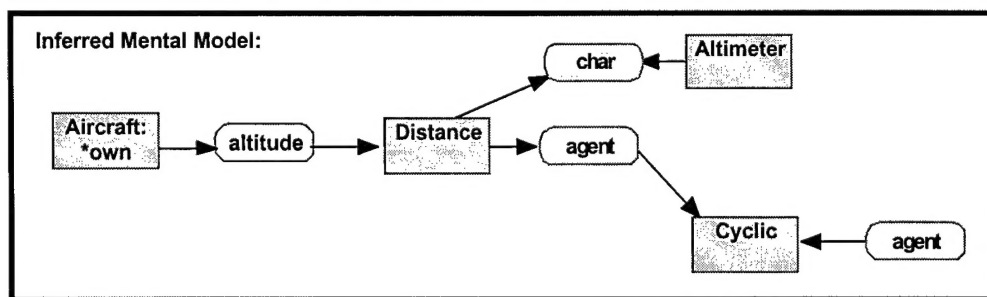 Inferred Mental Model:
char
Altimeter
Aircraft:
*own
altitude
Distance
agent
Cyclic
agent